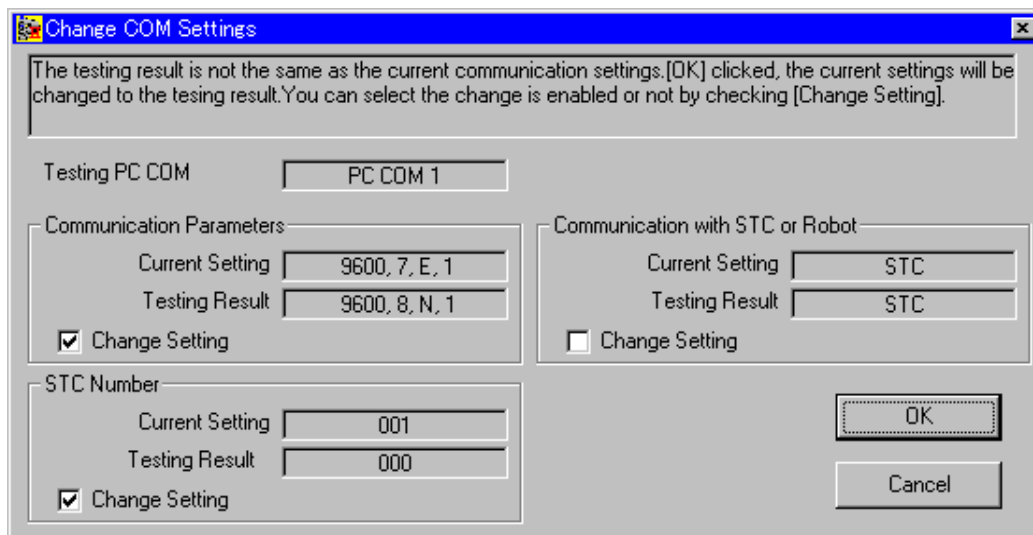 Change COM Settings
The testing result is not the same as the current communication settings.[OK] clicked, the current settings will be
changed to the tesing result.You can select the change is enabled or not by checking [Change Setting].
Testing PC COM
PC COM 1
Communication Parameters
Current Setting
9600, 7, E, 1
Testing Result
9600, 8, N, 1
Change Setting
Communication with STC or Robot
Current Setting
STC
Testing Result
STC
Change Setting
STC Number
Current Setting
001
Testing Result
000
Change Setting
OK
Cancel